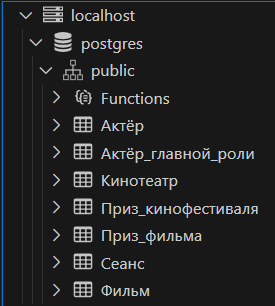 localhost
postgres
public
Functions
Актёр
Актёр_главной_роли
Кинотеатр
Приз_кинофестиваля
Приз_фильма
Сеанс
Фильм